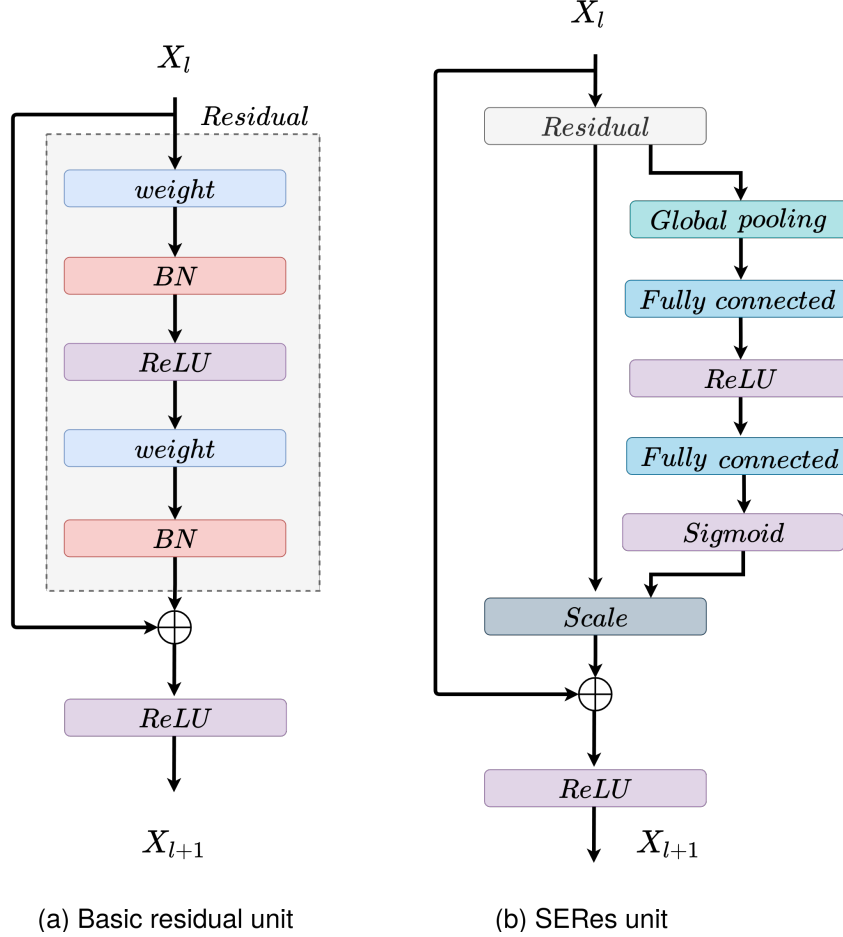 X_l
Residual
weight
BN
ReLU
weight
BN
ReLU
X_{l+1}
(a) Basic residual unit
X_l
Residual
Global pooling
Fully connected
ReLU
Fully connected
Sigmoid
Scale
ReLU
X_{l+1}
(b) SERes unit